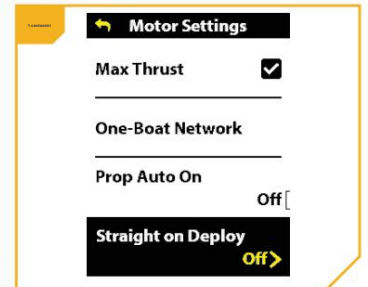 Motor Settings
Max Thrust
One-Boat Network
Prop Auto On
Off
Straight on Deploy
Off